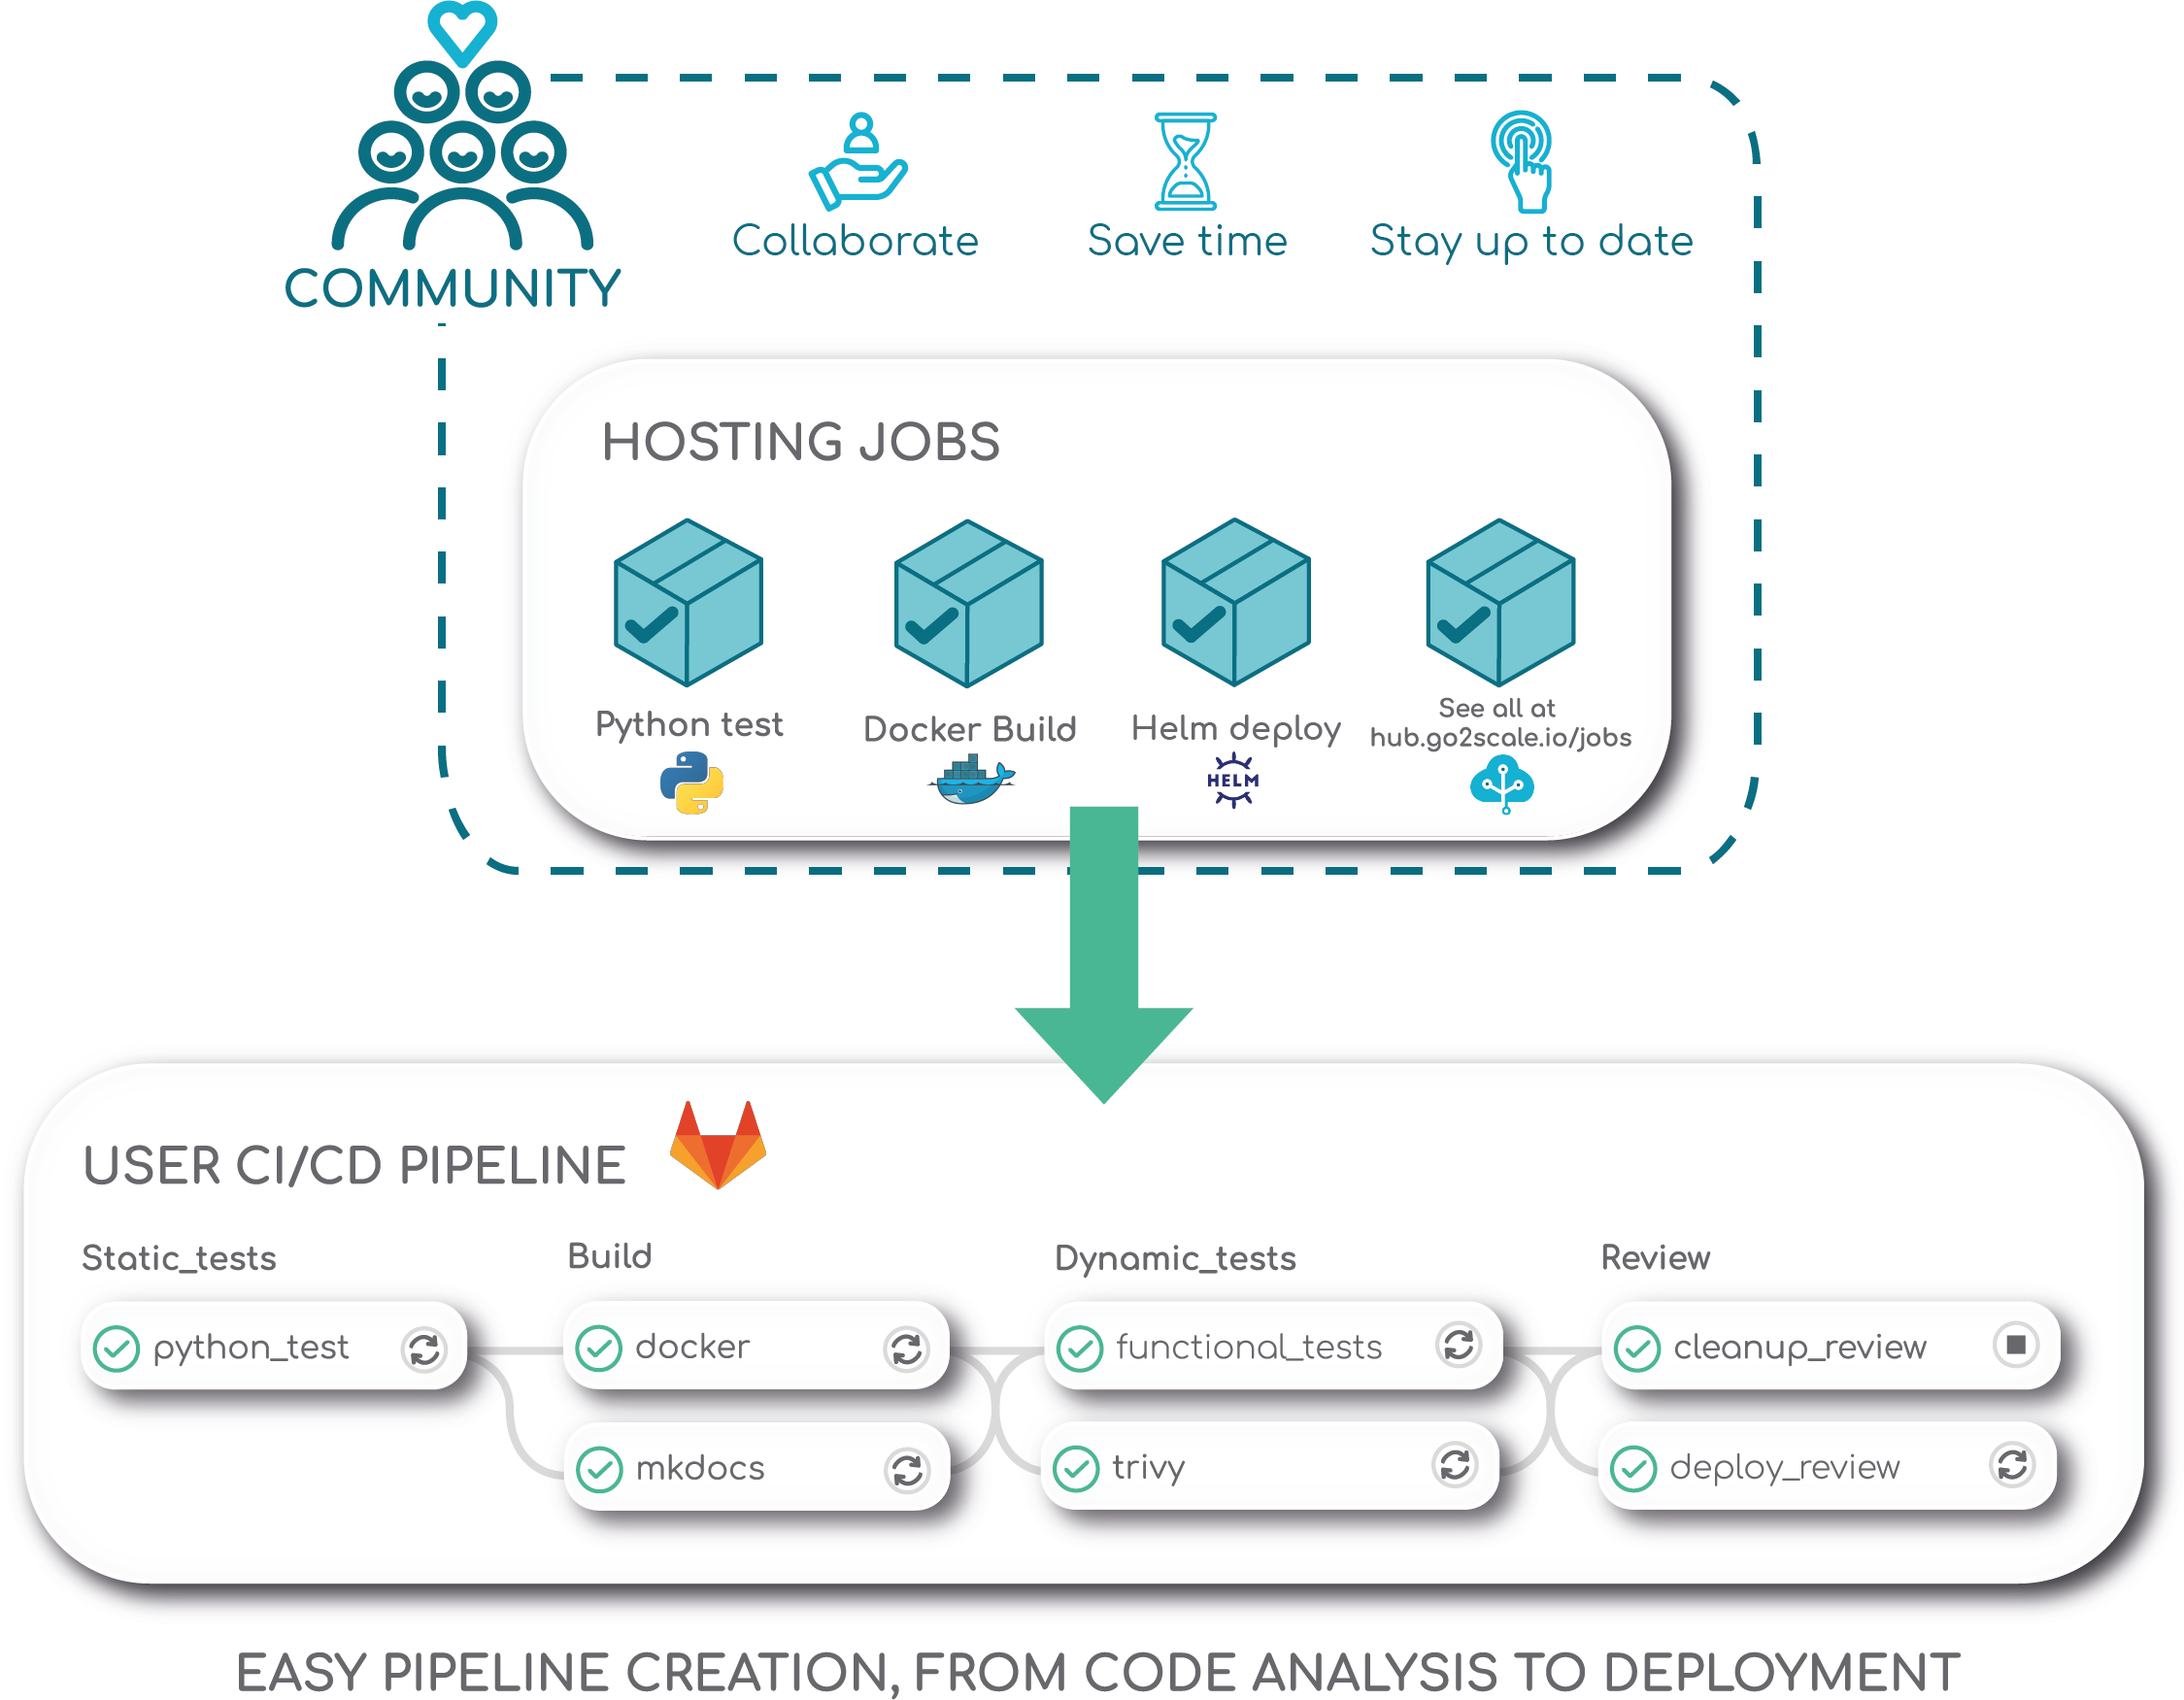 COMMUNITY
Collaborate
Save time
Stay up to date
HOSTING JOBS
Python test
Docker Build
Helm deploy
See all at
hub.go2scale.io/jobs
HELM
USER CI/CD PIPELINE
Static_tests
Build
Dynamic_tests
Review
python_test
docker
functional_tests
cleanup_review
mkdocs
trivy
deploy_review
EASY PIPELINE CREATION, FROM CODE ANALYSIS TO DEPLOYMENT